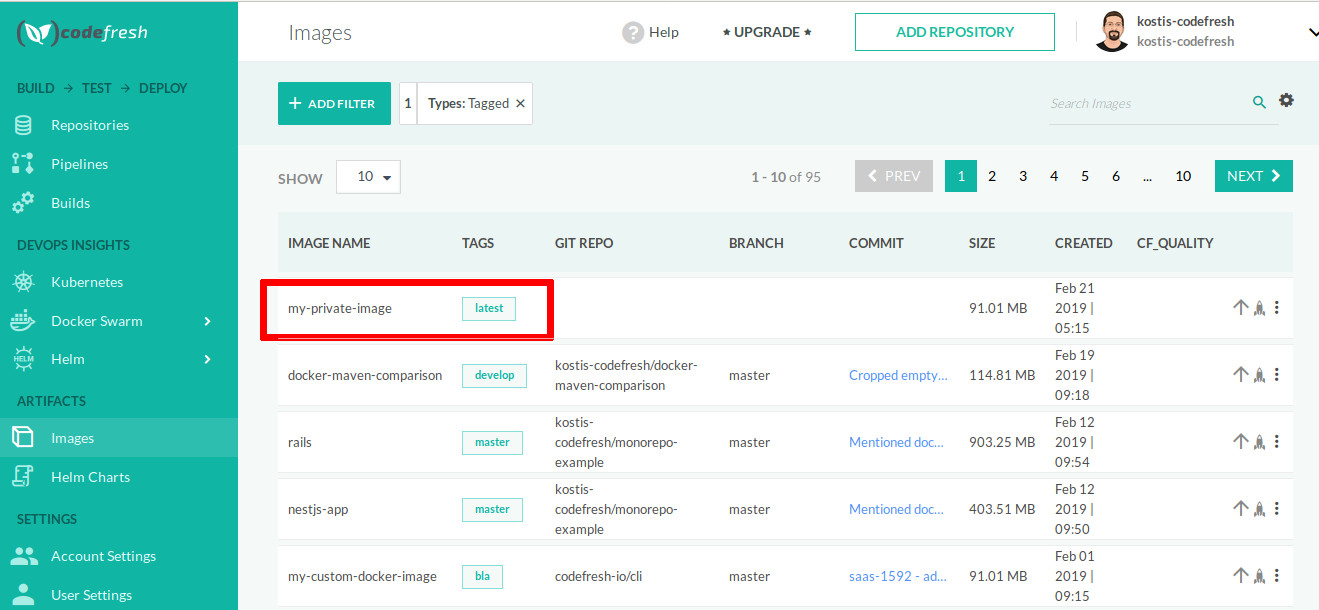 codefresh
Images
? Help
★ UPGRADE ★
ADD REPOSITORY
kostis-codefresh
kostis-codefresh
BUILD → TEST → DEPLOY
Repositories
Pipelines
Builds
DEVOPS INSIGHTS
Kubernetes
Docker Swarm
HELM Helm
ARTIFACTS
Images
Helm Charts
SETTINGS
Account Settings
User Settings
+ ADD FILTER
1 Types: Tagged ×
Search Images
SHOW 10
1 - 10 of 95
PREV 1 2 3 4 5 6 ... 10 NEXT
IMAGE NAME TAGS GIT REPO BRANCH COMMIT SIZE CREATED CF_QUALITY
my-private-image latest 91.01 MB
Feb 21
2019 |
05:15
docker-maven-comparison develop
kostis-codefresh/docker-
maven-comparison
master Cropped empty... 114.81 MB
Feb 19
2019 |
09:18
rails master
kostis-
codefresh/monorepo-
example
master Mentioned doc... 903.25 MB
Feb 12
2019 |
09:54
nestjs-app master
kostis-
codefresh/monorepo-
example
master Mentioned doc... 403.51 MB
Feb 12
2019 |
09:50
my-custom-docker-image bla codefresh-io/cli master saas-1592 - ad... 91.01 MB
Feb 01
2019 |
09:15